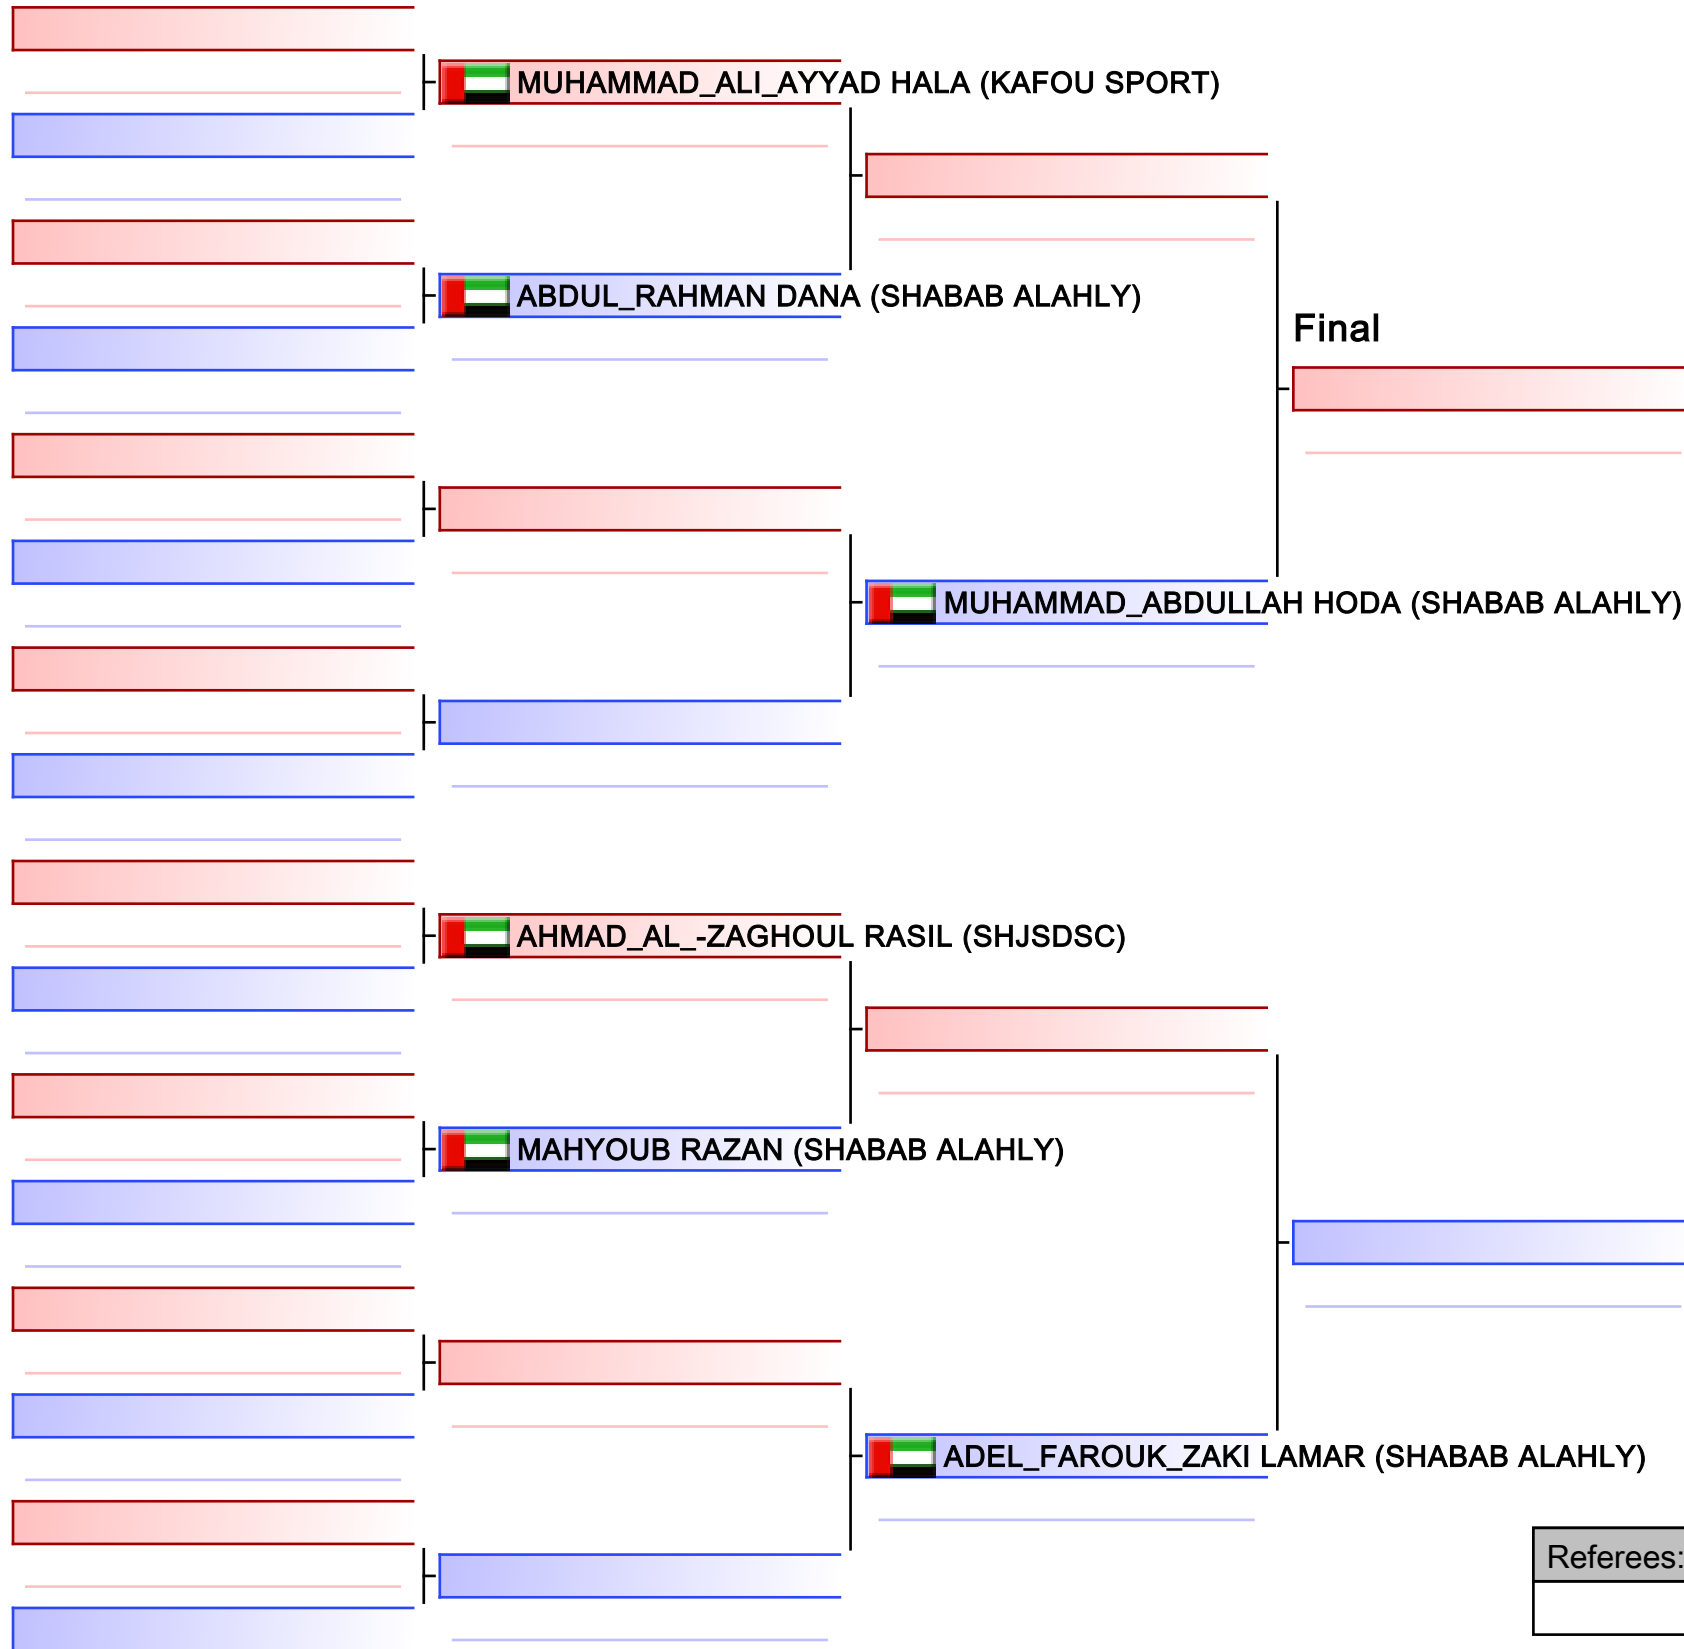 MUHAMMAD_ALI_AYYAD HALA (KAFOU SPORT)
ABDUL_RAHMAN DANA (SHABAB ALAHLY)
Final
MUHAMMAD_ABDULLAH HODA (SHABAB ALAHLY)
AHMAD_AL_-ZAGHOUL RASIL (SHJSDSC)
MAHYOUB RAZAN (SHABAB ALAHLY)
ADEL_FAROUK_ZAKI LAMAR (SHABAB ALAHLY)
Referees: